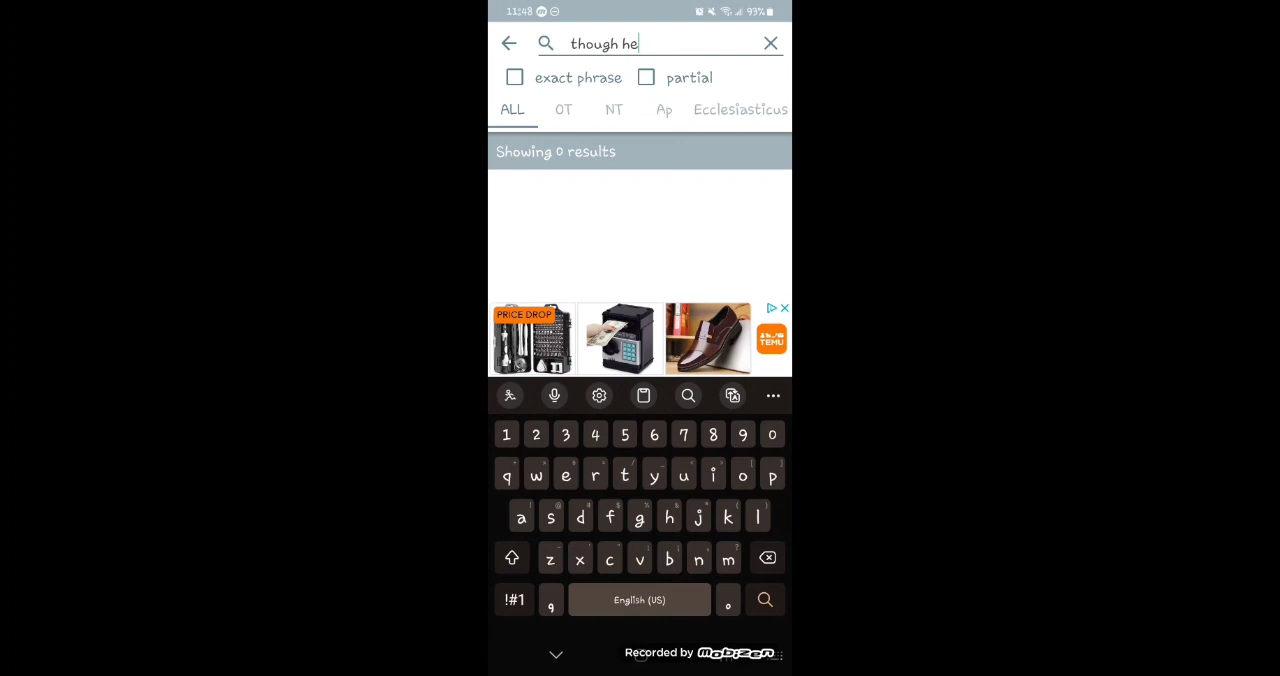 11:48 93%
though he
exact phrase partial
ALL OT NT Ap Ecclesiasticus
Showing 0 results
PRICE DROP
TEMU
1 2 3 4 5 6 7 8 9 0
q w e r t y u i o p
a s d f g h j k l
z x c v b n m
!#1 , English (US) .
Recorded by mobizen